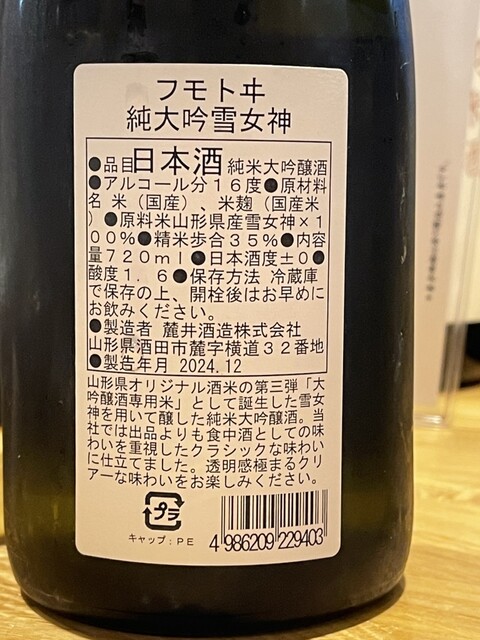 フモトヰ
純大吟雪女神
●品目日本酒 純米大吟醸酒
●アルコール分16度●原材料
名 米(国産)、米麹(国産米
)●原料米山形県産雪女神×1
00%●精米歩合35%●内容
量720ml●日本酒度±0●
酸度1.6●保存方法 冷蔵庫
で保存の上、開栓後はお早めに
お飲みください。
●製造者 麓井酒造株式会社
山形県酒田市麓字横道32番地
●製造年月 2024.12
山形県オリジナル酒米の第三弾「大
吟醸酒専用米」として誕生した雪女
神を用いて醸した純米大吟醸酒。当
社では出品よりも食中酒としての味
わいを重視したクラシックな味わい
に仕立てました。透明感極まるクリ
アーな味わいをお楽しみください。
プラ
キャップ:PE
4 986209 229403